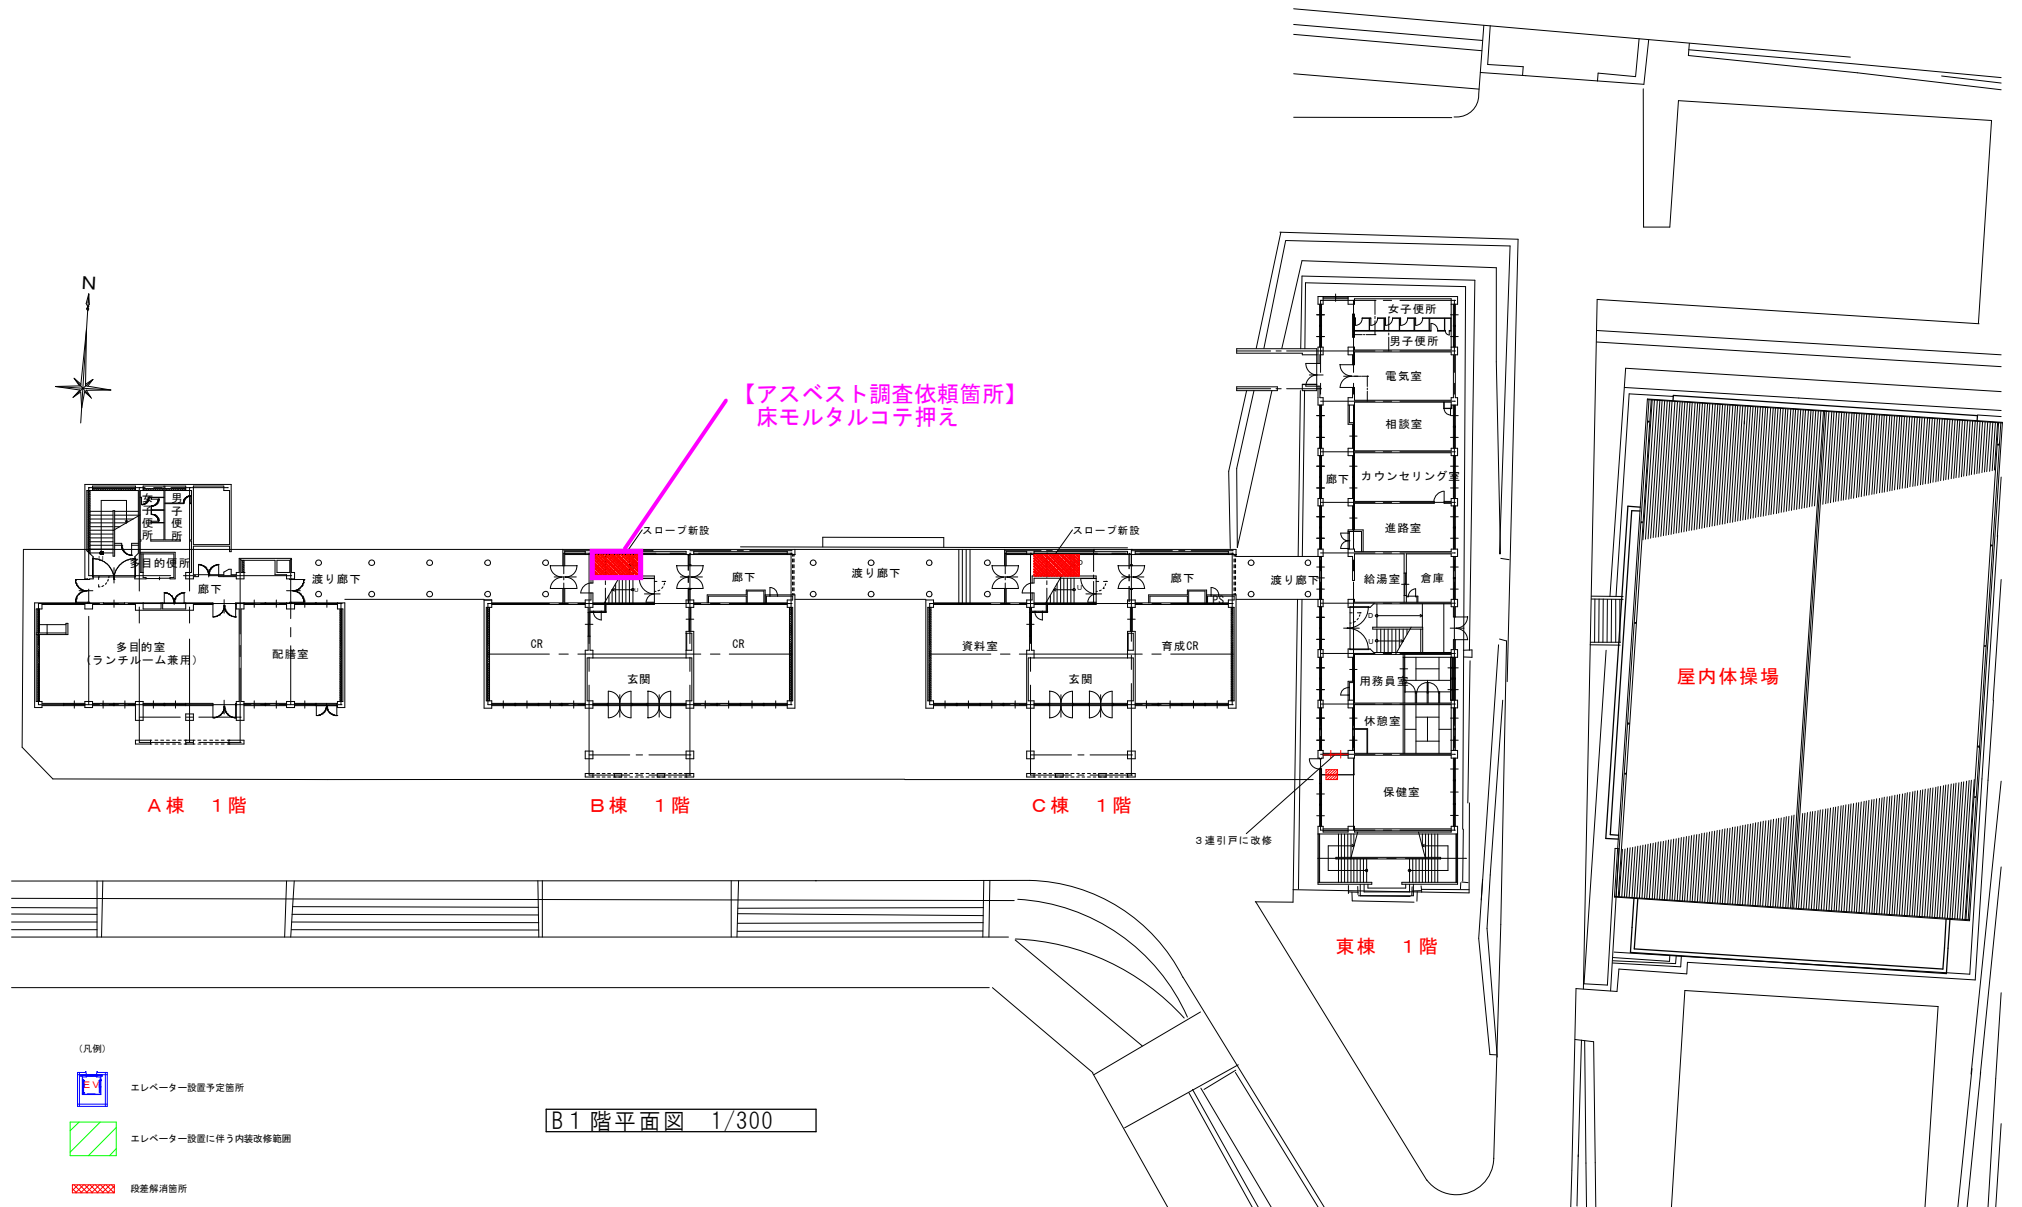 N
【アスベスト調査依頼箇所】
床モルタルコテ押え
女子便所
男子便所
電気室
相談室
廊下
カウンセリング室
進路室
給湯室
倉庫
用務員室
休憩室
保健室
3連引戸に改修
女子便所
男子便所
多目的便所
廊下
渡り廊下
多目的室
(ランチルーム兼用)
配膳室
スロープ新設
廊下
渡り廊下
CR
CR
玄関
スロープ新設
廊下
PS
渡り廊下
資料室
育成CR
玄関
屋内体操場
A棟 1階
B棟 1階
C棟 1階
東棟 1階
(凡例)
EV
エレベーター設置予定箇所
エレベーター設置に伴う内装改修範囲
段差解消箇所
B1階平面図 1/300